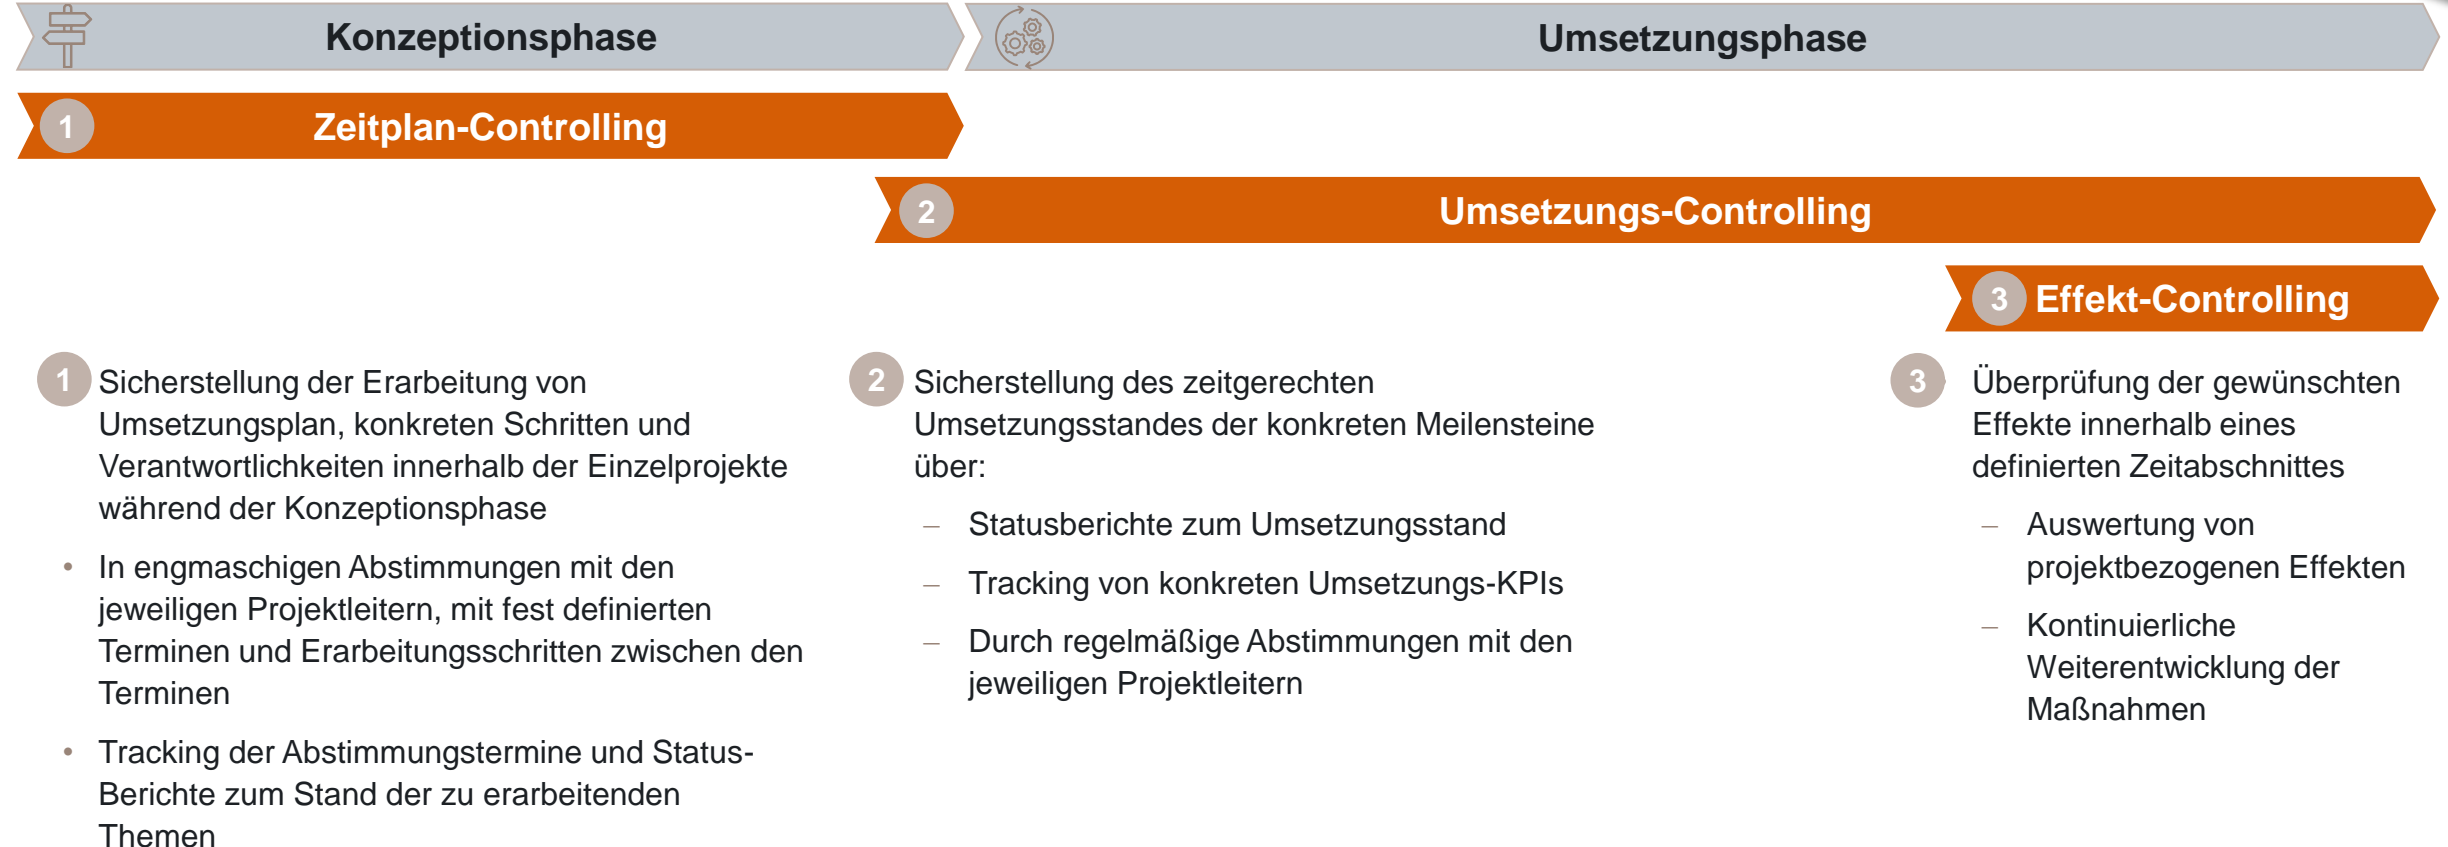 Konzeptionsphase
Umsetzungsphase
1
Zeitplan-Controlling
2
Umsetzungs-Controlling
3
Effekt-Controlling
1
Sicherstellung der Erarbeitung von
Umsetzungsplan, konkreten Schritten und
Verantwortlichkeiten innerhalb der Einzelprojekte
während der Konzeptionsphase
• In engmaschigen Abstimmungen mit den
jeweiligen Projektleitern, mit fest definierten
Terminen und Erarbeitungsschritten zwischen den
Terminen
• Tracking der Abstimmungstermine und Status-
Berichte zum Stand der zu erarbeitenden
Themen
2
Sicherstellung des zeitgerechten
Umsetzungsstandes der konkreten Meilensteine
über:
– Statusberichte zum Umsetzungsstand
– Tracking von konkreten Umsetzungs-KPIs
– Durch regelmäßige Abstimmungen mit den
jeweiligen Projektleitern
3
Überprüfung der gewünschten
Effekte innerhalb eines
definierten Zeitabschnittes
– Auswertung von
projektbezogenen Effekten
– Kontinuierliche
Weiterentwicklung der
Maßnahmen